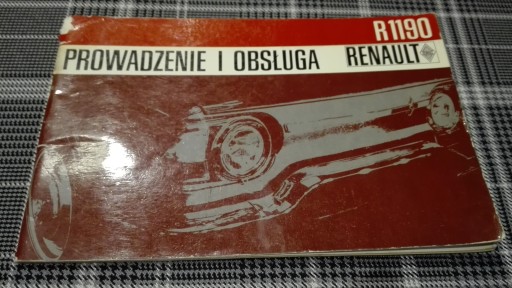 R1190
PROWADZENIE I OBSŁUGA RENAULT